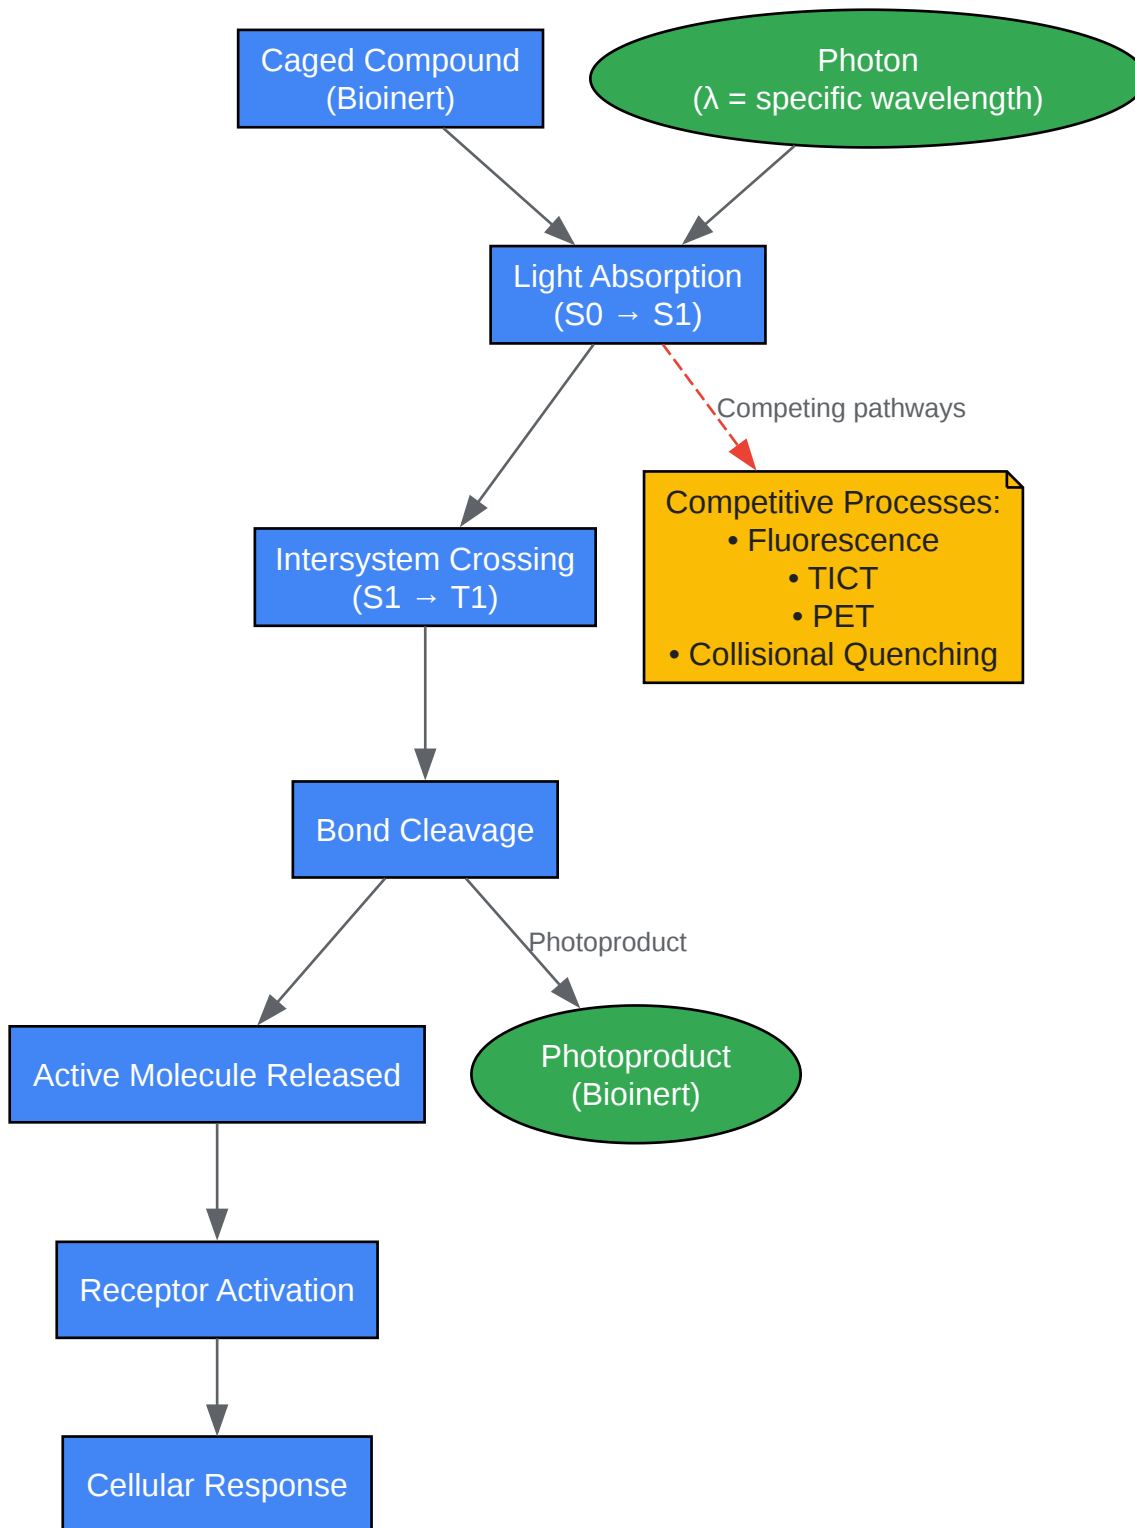 Caged Compound
(Bioinert)
Photon
(λ = specific wavelength)
Light Absorption
(S0 → S1)
Competing pathways
Competitive Processes:
• Fluorescence
• TICT
• PET
• Collisional Quenching
Intersystem Crossing
(S1 → T1)
Bond Cleavage
Photoproduct
Active Molecule Released
Photoproduct
(Bioinert)
Receptor Activation
Cellular Response